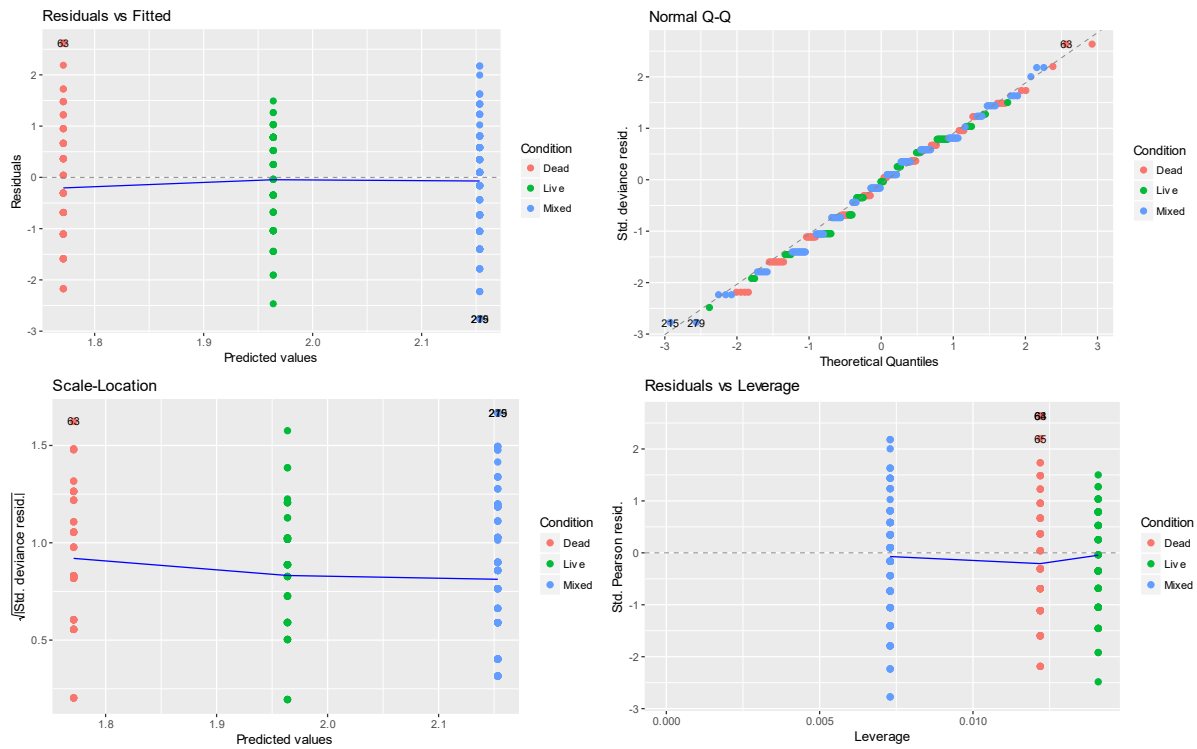 Residuals vs Fitted
63
2
1
0
-1
-2
-3
279
1.8
1.9
2.0
2.1
Predicted values
Residuals
Condition
Dead
Live
Mixed
Normal Q-Q
63
2
1
0
-1
-2
-3
215
279
-3
-2
-1
0
1
2
3
Theoretical Quantiles
Std. deviance resid.
Condition
Dead
Live
Mixed
Scale-Location
63
279
1.5
1.0
0.5
1.8
1.9
2.0
2.1
Predicted values
√|Std. deviance resid.|
Condition
Dead
Live
Mixed
Residuals vs Leverage
65
2
1
0
-1
-2
-3
0.000
0.005
0.010
Leverage
Std. Pearson resid.
Condition
Dead
Live
Mixed